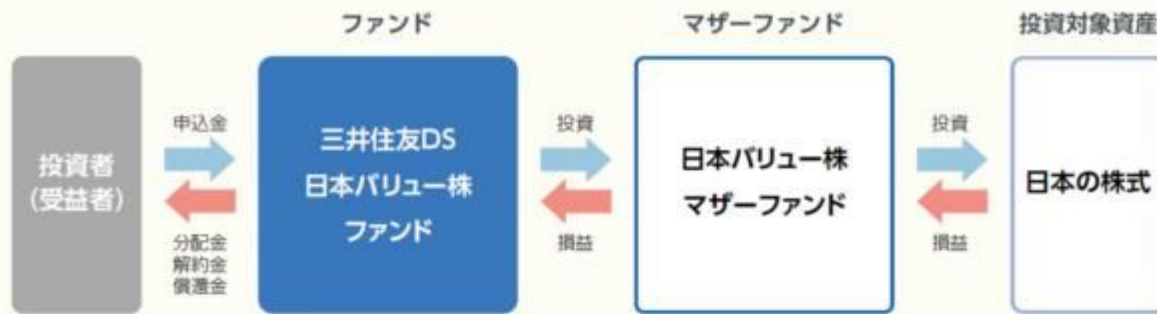 ファンド
マザーファンド
投資対象資産
投資者
(受益者)
申込金
分配金
解約金
償還金
三井住友DS
日本バリュー株
ファンド
投資
損益
日本バリュー株
マザーファンド
投資
損益
日本の株式